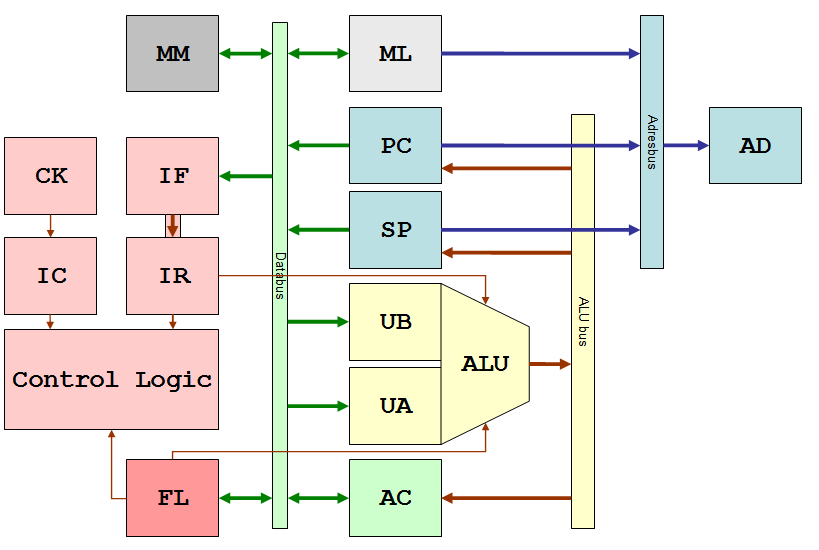 MM
ML
PC
Adresbus
AD
CK
IF
SP
IC
IR
Databus
UB
ALU bus
ALU
Control Logic
UA
FL
AC